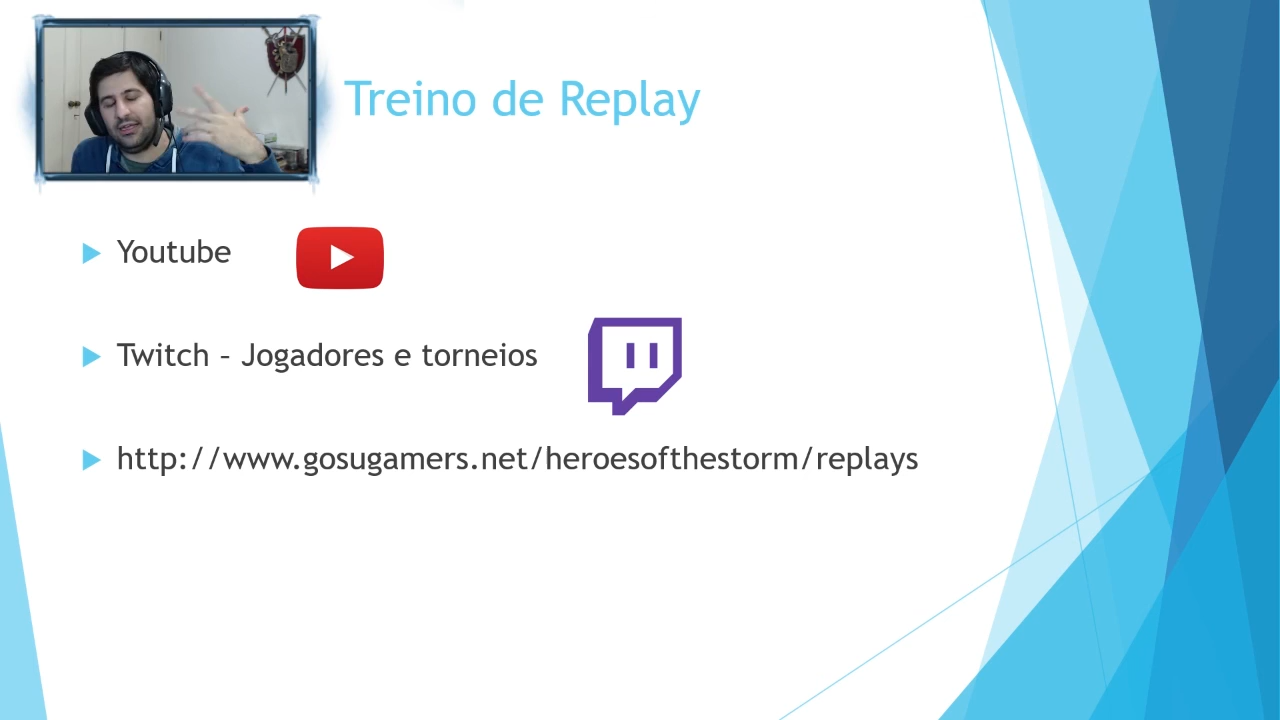 Treino de Replay
Youtube
Twitch – Jogadores e torneios
http://www.gosugamers.net/heroesofthestorm/replays